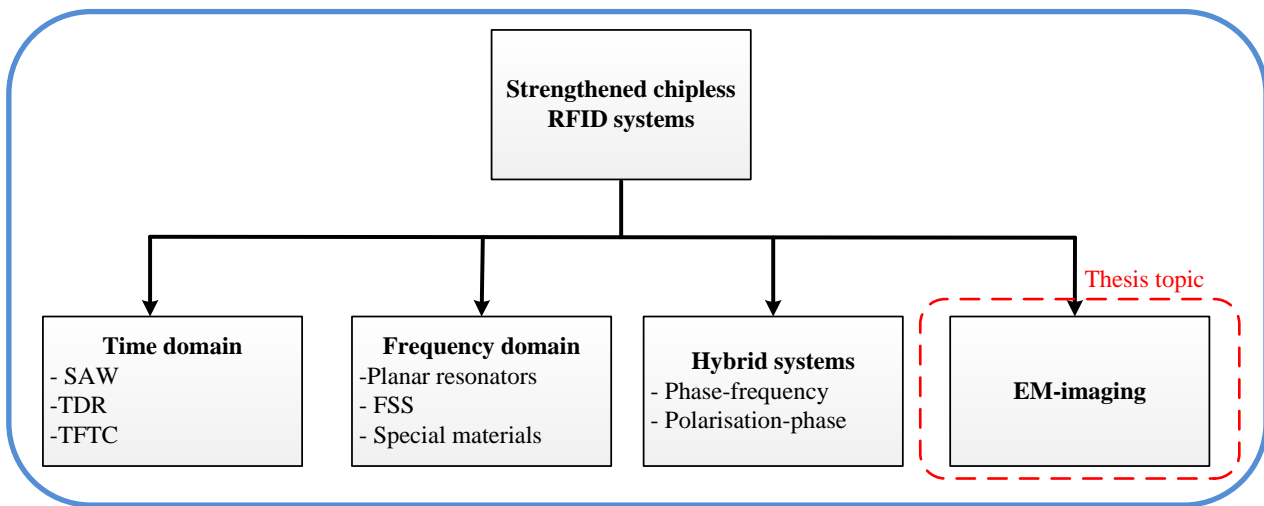 Strengthened chipless
RFID systems
Thesis topic
Time domain
- SAW
-TDR
-TFTC
Frequency domain
-Planar resonators
- FSS
- Special materials
Hybrid systems
- Phase-frequency
- Polarisation-phase
EM-imaging